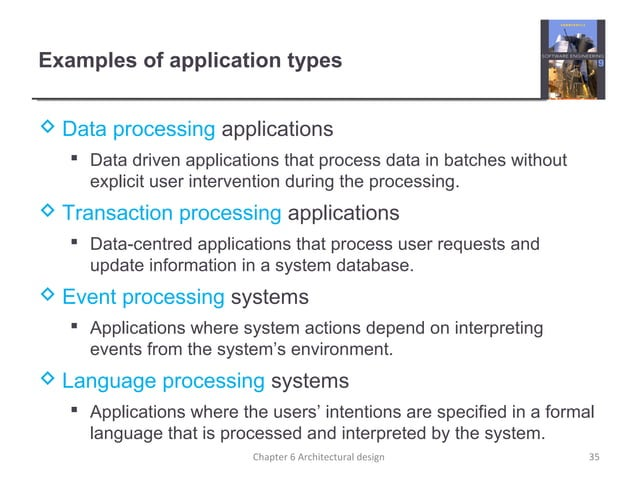 Examples of application types
SOMMERVILLE
SOFTWARE ENGINEERING
9
Data processing applications
Data driven applications that process data in batches without
explicit user intervention during the processing.
Transaction processing applications
Data-centred applications that process user requests and
update information in a system database.
Event processing systems
Applications where system actions depend on interpreting
events from the system’s environment.
Language processing systems
Applications where the users’ intentions are specified in a formal
language that is processed and interpreted by the system.
Chapter 6 Architectural design
35